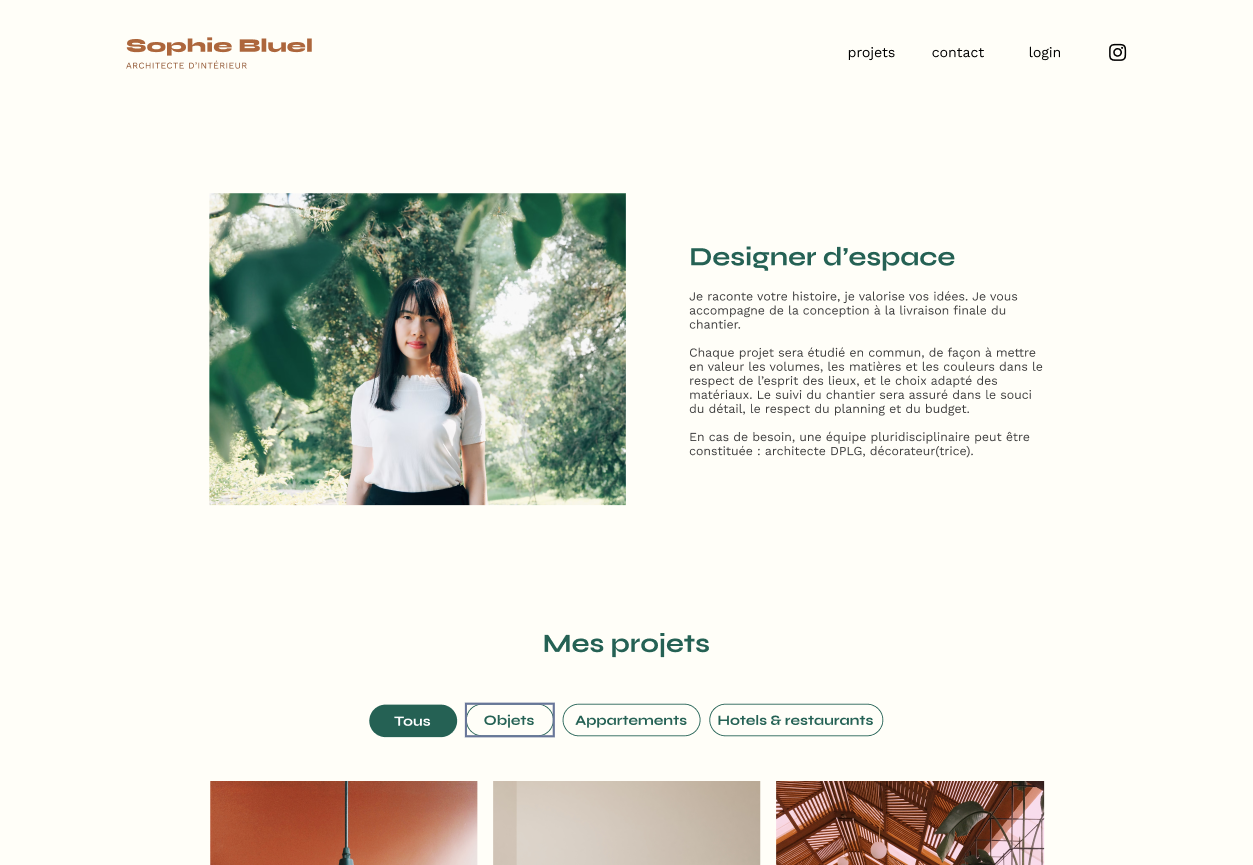 Sophie Bluel
ARCHITECTE D’INTÉRIEUR
projets contact login
Designer d’espace
Je raconte votre histoire, je valorise vos idées. Je vous
accompagne de la conception à la livraison finale du
chantier.
Chaque projet sera étudié en commun, de façon à mettre
en valeur les volumes, les matières et les couleurs dans le
respect de l’esprit des lieux, et le choix adapté des
matériaux. Le suivi du chantier sera assuré dans le souci
du détail, le respect du planning et du budget.
En cas de besoin, une équipe pluridisciplinaire peut être
constituée : architecte DPLG, décorateur(trice).
Mes projets
Tous Objets Appartements Hotels & restaurants